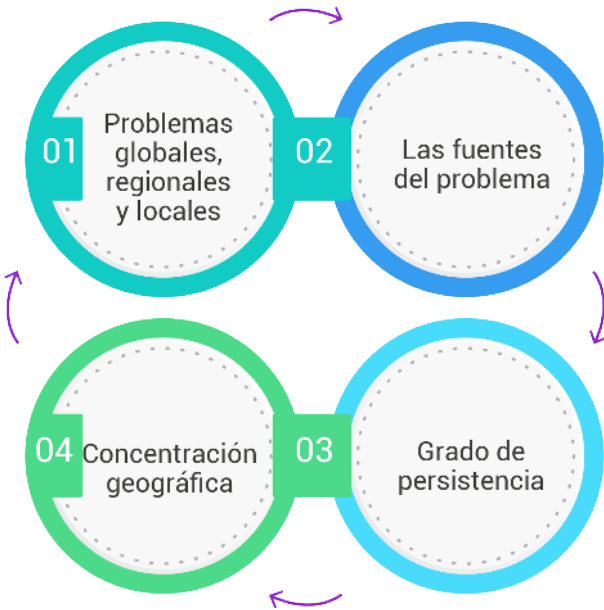 01
Problemas
globales,
regionales
y locales
02
Las fuentes
del problema
03
Grado de
persistencia
04
Concentración
geográfica